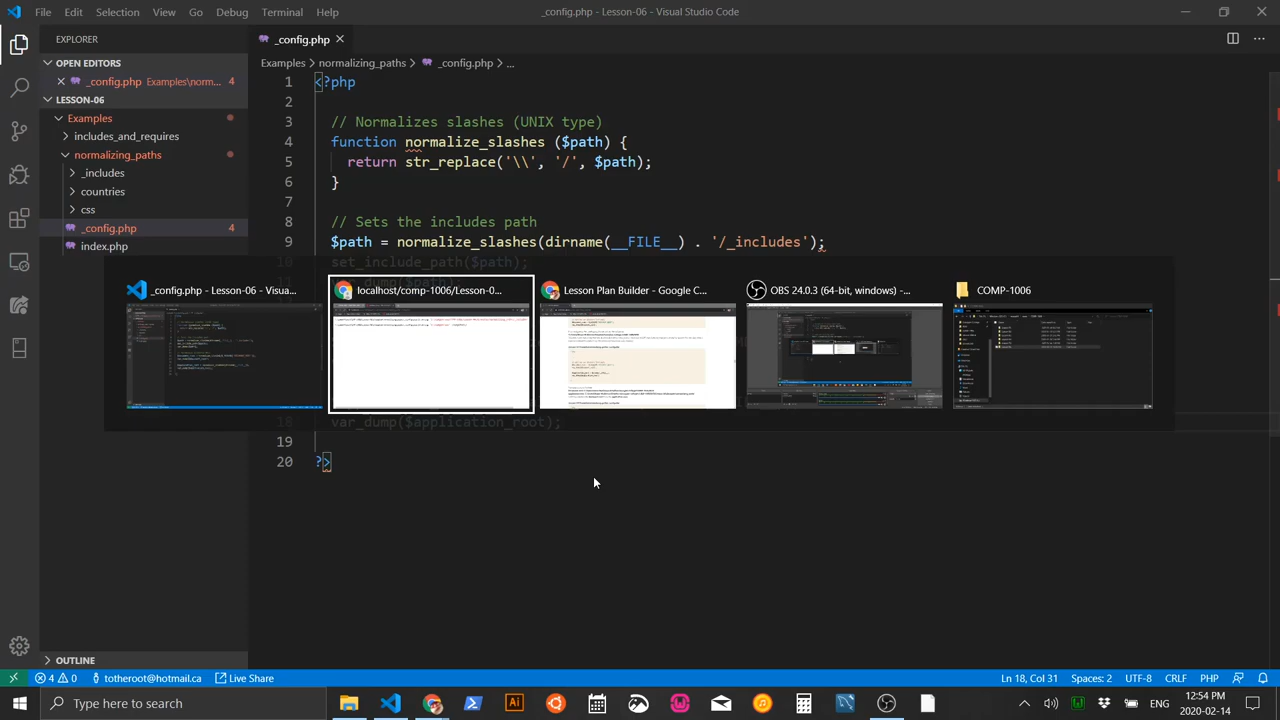 File Edit Selection View Go Debug Terminal Help
_config.php - Lesson-06 - Visual Studio Code
EXPLORER
_config.php
OPEN EDITORS
_config.php Examples\norm... 4
LESSON-06
Examples
includes_and_requires
normalizing_paths
_includes
countries
css
_config.php 4
index.php
Examples > normalizing_paths > _config.php > ...
1 <?php
2
3 // Normalizes slashes (UNIX type)
4 function normalize_slashes ($path) {
5 return str_replace('\\', '/', $path);
6 }
7
8 // Sets the includes path
9 $path = normalize_slashes(dirname(__FILE__) . '/_includes');
10 set_include_path($path);
_config.php - Lesson-06 - Visua...
localhost/comp-1006/Lesson-0...
Lesson Plan Builder - Google C...
OBS 24.0.3 (64-bit, windows) -...
COMP-1006
18 var_dump($application_root);
19
20 ?>
OUTLINE
4 0 totheroot@hotmail.ca Live Share
Ln 18, Col 31 Spaces: 2 UTF-8 CRLF PHP
Type here to search
ENG
12:54 PM
2020-02-14